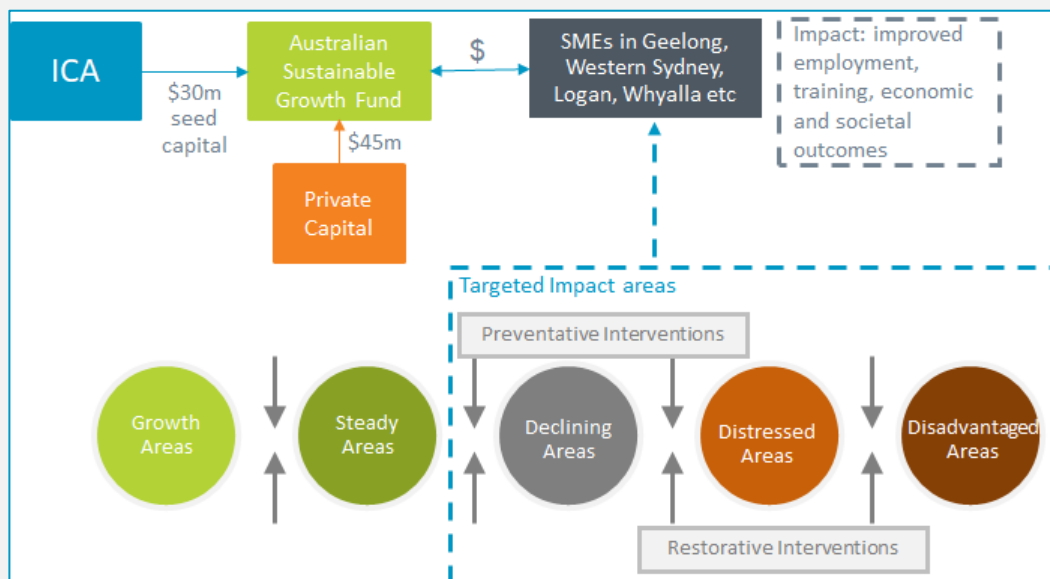 ICA
$30m
seed
capital
Australian
Sustainable
Growth Fund
$45m
Private
Capital
$
SMEs in Geelong,
Western Sydney,
Logan, Whyalla etc
Impact: improved
employment,
training, economic
and societal
outcomes
Targeted Impact areas
Preventative Interventions
Growth
Areas
Steady
Areas
Declining
Areas
Distressed
Areas
Disadvantaged
Areas
Restorative Interventions